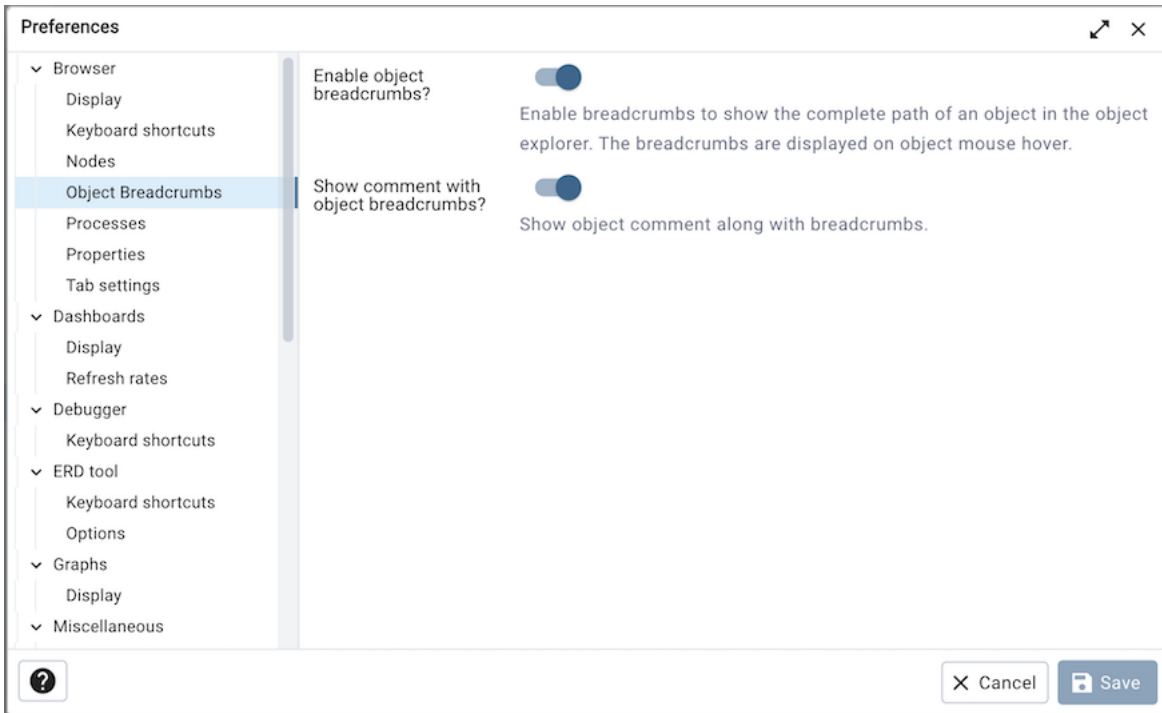 Preferences
Browser
Display
Keyboard shortcuts
Nodes
Object Breadcrumbs
Processes
Properties
Tab settings
Dashboards
Display
Refresh rates
Debugger
Keyboard shortcuts
ERD tool
Keyboard shortcuts
Options
Graphs
Display
Miscellaneous
Enable object
breadcrumbs?
Enable breadcrumbs to show the complete path of an object in the object
explorer. The breadcrumbs are displayed on object mouse hover.
Show comment with
object breadcrumbs?
Show object comment along with breadcrumbs.
Cancel
Save